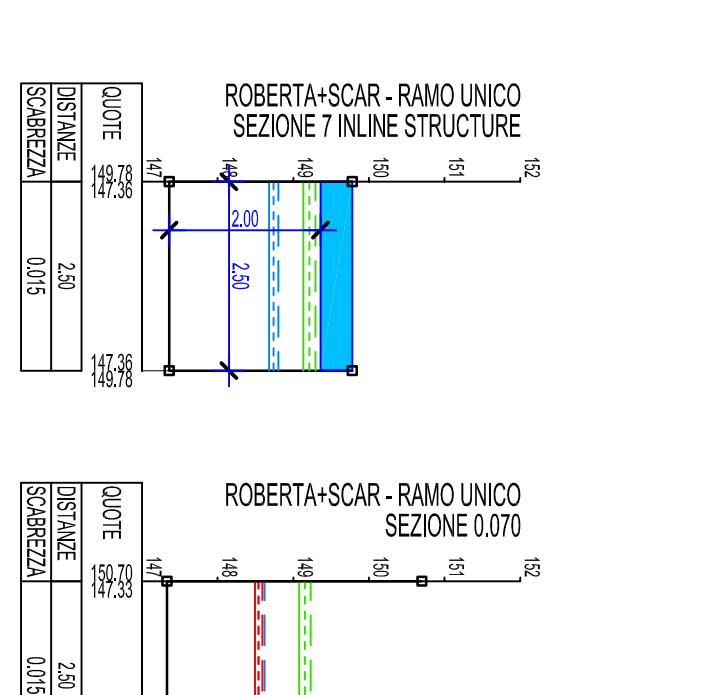 ROBERTA+SCAR - RAMO UNICO
SEZIONE 7 INLINE STRUCTURE
QUOTE
DISTANZE
SCABREZZA
147
148
149
150
151
152
149.78
147.36
2.00
2.50
2.50
0.015
147.36
149.78
ROBERTA+SCAR - RAMO UNICO
SEZIONE 0.070
QUOTE
DISTANZE
SCABREZZA
147
148
149
150
151
152
150.70
147.33
2.50
0.015